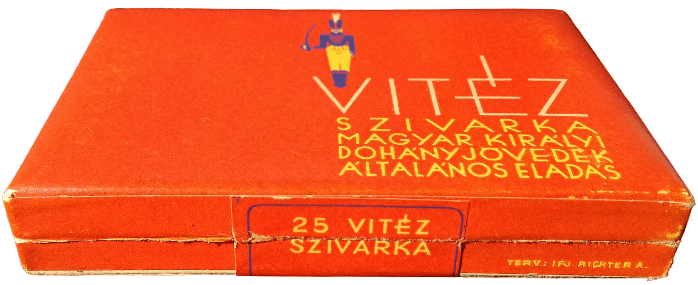 VITÉZ
SZIVARKA
MAGYAR KIRÁLYI
DOHÁNYJÖVEDÉK
ÁLTALÁNOS ELADÁS
25 VITÉZ
SZIVARKA
TERV.: IFJ. RICHTER A.